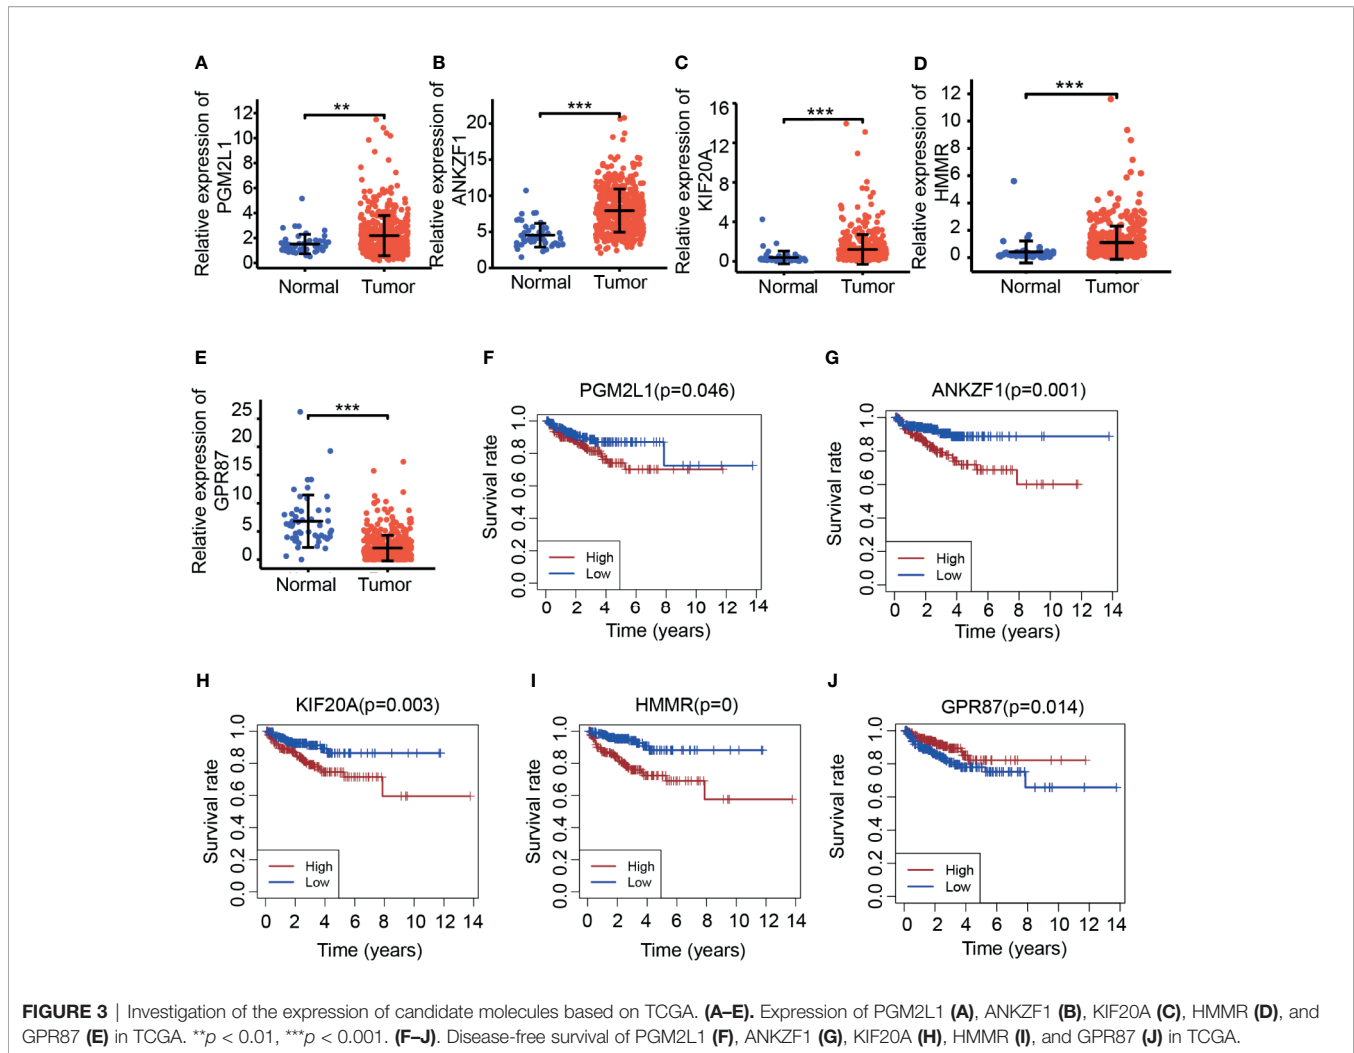 A
B
C
D
Relative expression of
PGM2L1
12
10
8
6
4
2
0
**
Normal Tumor
Relative expression of
ANKZF1
20
15
10
5
0
***
Normal Tumor
Relative expression of
KIF20A
16
12
8
4
0
***
Normal Tumor
Relative expression of
HMMR
12
10
8
6
4
2
0
***
Normal Tumor
E
F
G
Relative expression of
GPR87
25
20
15
10
5
0
***
Normal Tumor
PGM2L1(p=0.046)
Survival rate
0.0 0.2 0.4 0.6 0.8 1.0
High
Low
0 2 4 6 8 10 12 14
Time (years)
ANKZF1(p=0.001)
Survival rate
0.0 0.2 0.4 0.6 0.8 1.0
High
Low
0 2 4 6 8 10 12 14
Time (years)
H
I
J
KIF20A(p=0.003)
Survival rate
0.0 0.2 0.4 0.6 0.8 1.0
High
Low
0 2 4 6 8 10 12 14
Time (years)
HMMR(p=0)
Survival rate
0.0 0.2 0.4 0.6 0.8 1.0
High
Low
0 2 4 6 8 10 12 14
Time (years)
GPR87(p=0.014)
Survival rate
0.0 0.2 0.4 0.6 0.8 1.0
High
Low
0 2 4 6 8 10 12 14
Time (years)
FIGURE 3 | Investigation of the expression of candidate molecules based on TCGA. (A–E). Expression of PGM2L1 (A), ANKZF1 (B), KIF20A (C), HMMR (D), and
GPR87 (E) in TCGA. **p < 0.01, ***p < 0.001. (F–J). Disease-free survival of PGM2L1 (F), ANKZF1 (G), KIF20A (H), HMMR (I), and GPR87 (J) in TCGA.